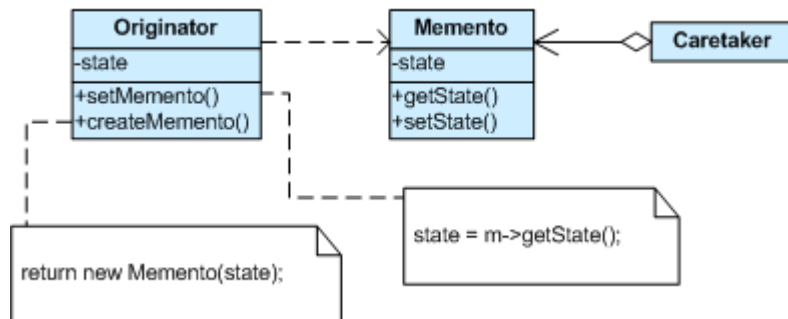 Originator
-state
+setMemento()
+createMemento()
Memento
-state
+getState()
+setState()
Caretaker
state = m->getState();
return new Memento(state);